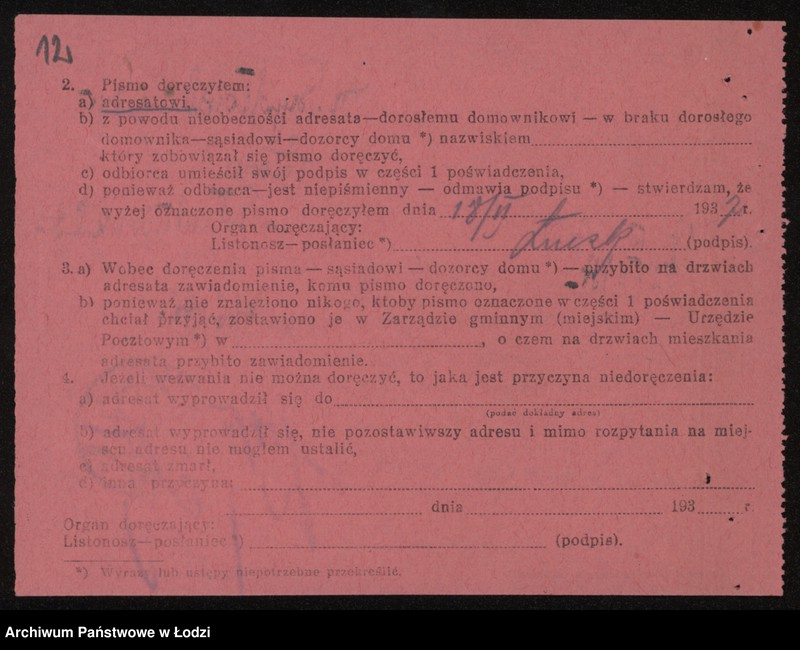 12
2. Pismo doręczyłem:
a) adresatowi.
b) z powodu nieobecności adresata—dorosłemu domownikowi — w braku dorosłego
domownika—sąsiadowi—dozorcy domu *) nazwiskiem
który zobowiązał się pismo doręczyć,
c) odbiorca umieścił swój podpis w części 1 poświadczenia,
d) ponieważ odbiorca—jest niepiśmienny — odmawia podpisu *) — stwierdzam, że
wyżej oznaczone pismo doręczyłem dnia 18/II 1937 r.
Organ doręczający:
Listonosz—posłaniec *) (podpis).
3. a) Wobec doręczenia pisma — sąsiadowi — dozorcy domu *) — przybito na drzwiach
adresata zawiadomienie, komu pismo doręczono,
b) ponieważ nie znaleziono nikogo, ktoby pismo oznaczone w części 1 poświadczenia
chciał przyjąć, zostawiono je w Zarządzie gminnym (miejskim) — Urzędzie
Pocztowym *) w , o czem na drzwiach mieszkania
adresata przybito zawiadomienie.
4. Jeżeli wezwania nie można doręczyć, to jaka jest przyczyna niedoręczenia:
a) adresat wyprowadził się do
(podać dokładny adres)
b) adresat wyprowadził się, nie pozostawiwszy adresu i mimo rozpytania na miej-
scu adresu nie mogłem ustalić,
c) adresat zmarł,
d) inna przyczyna:
dnia 193 r.
Organ doręczający:
Listonosz—posłaniec *) (podpis).
*) Wyrazy lub ustępy niepotrzebne przekreślić.
Archiwum Państwowe w Łodzi